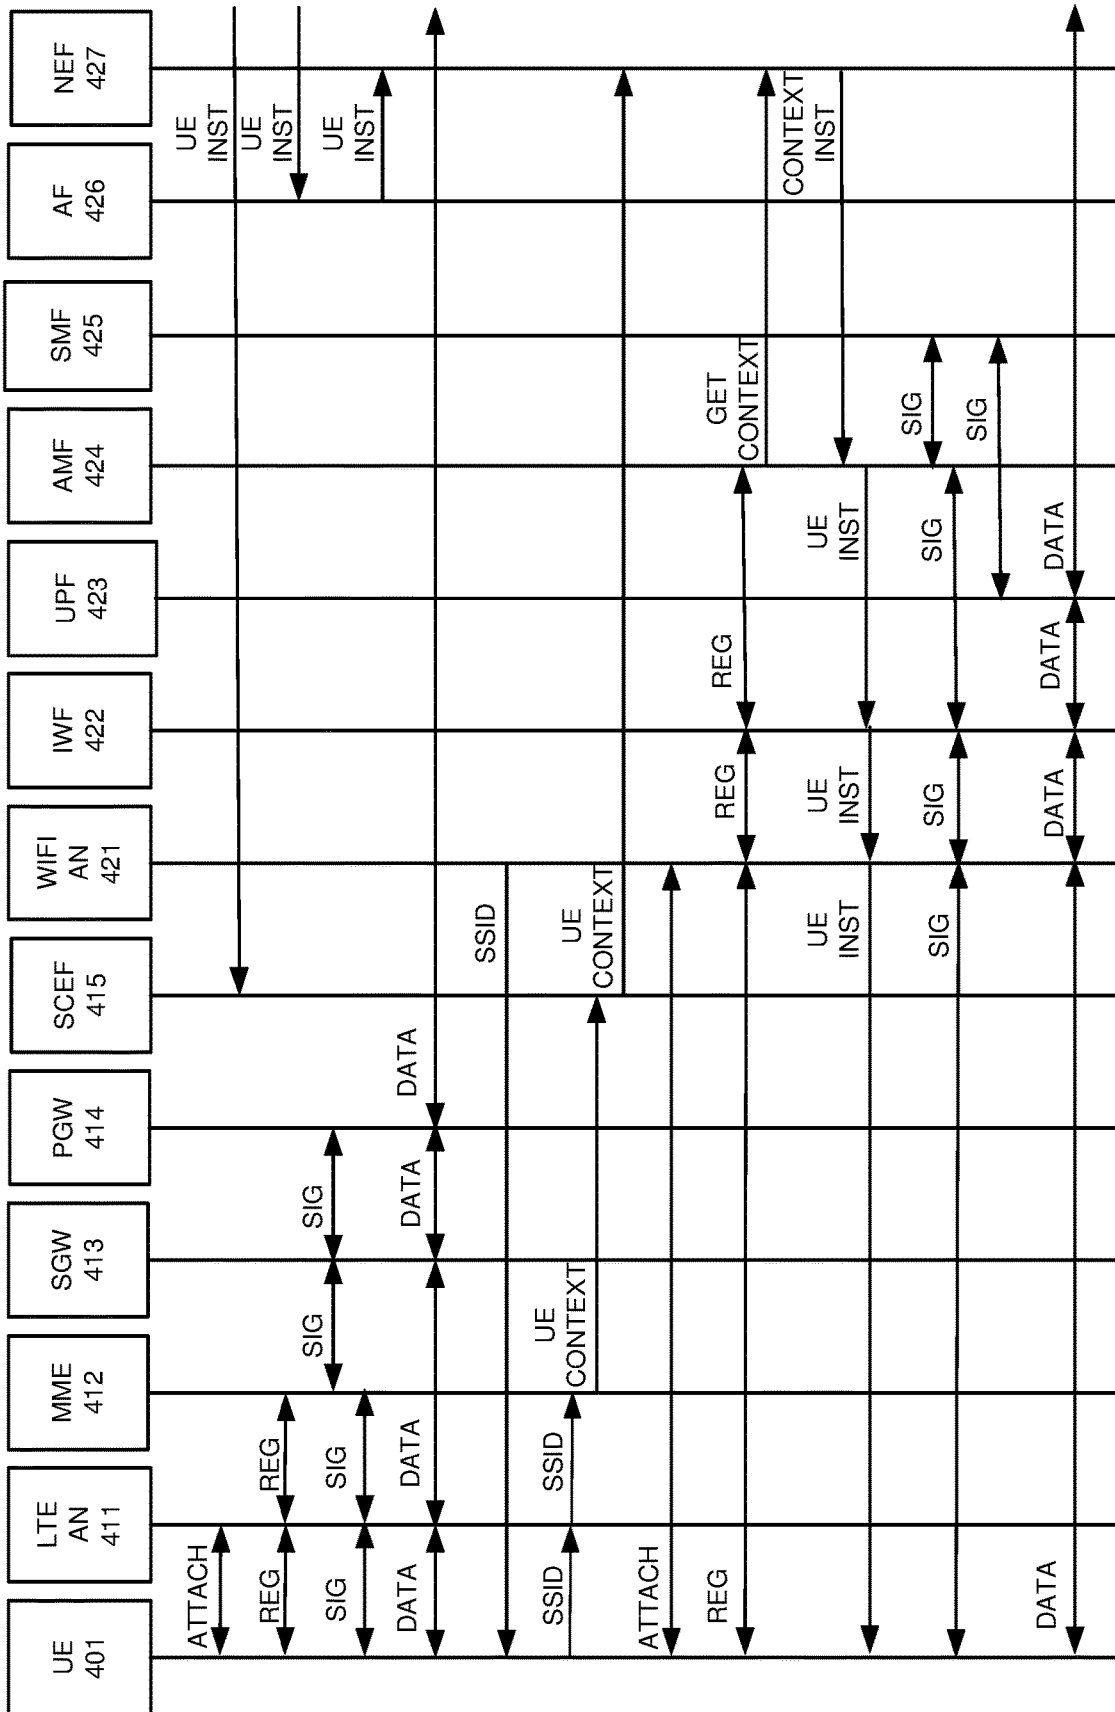 UE
401
LTE
AN
411
MME
412
SGW
413
PGW
414
SCEF
415
WIFI
AN
421
IWF
422
UPF
423
AMF
424
SMF
425
AF
426
NEF
427
ATTACH
UE
INST
UE
INST
REG
REG
SIG
SIG
SIG
SIG
UE
INST
DATA
DATA
DATA
DATA
SSID
SSID
SSID
UE
CONTEXT
UE
CONTEXT
ATTACH
REG
REG
REG
GET
CONTEXT
CONTEXT
INST
UE
INST
UE
INST
UE
INST
SIG
SIG
SIG
SIG
SIG
DATA
DATA
DATA
DATA